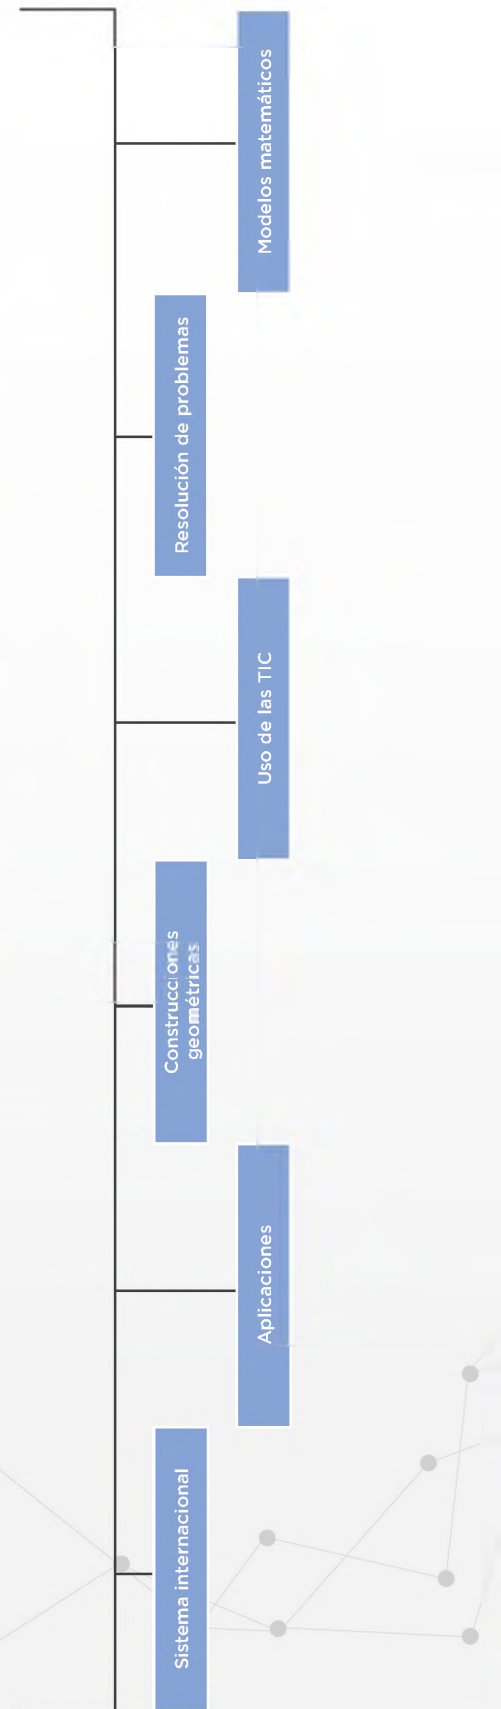 Modelos matemáticos
Resolución de problemas
Uso de las TIC
Construcciones
geométricas
Aplicaciones
Sistema internacional